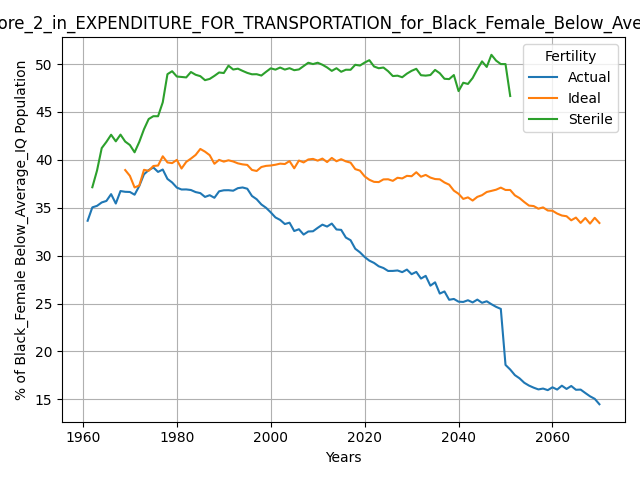 ore_2_in_EXPENDITURE_FOR_TRANSPORTATION_for_Black_Female_Below_Ave
Fertility
Actual
Ideal
Sterile
% of Black_Female Below_Average_IQ Population
50
45
40
35
30
25
20
15
1960 1980 2000 2020 2040 2060
Years